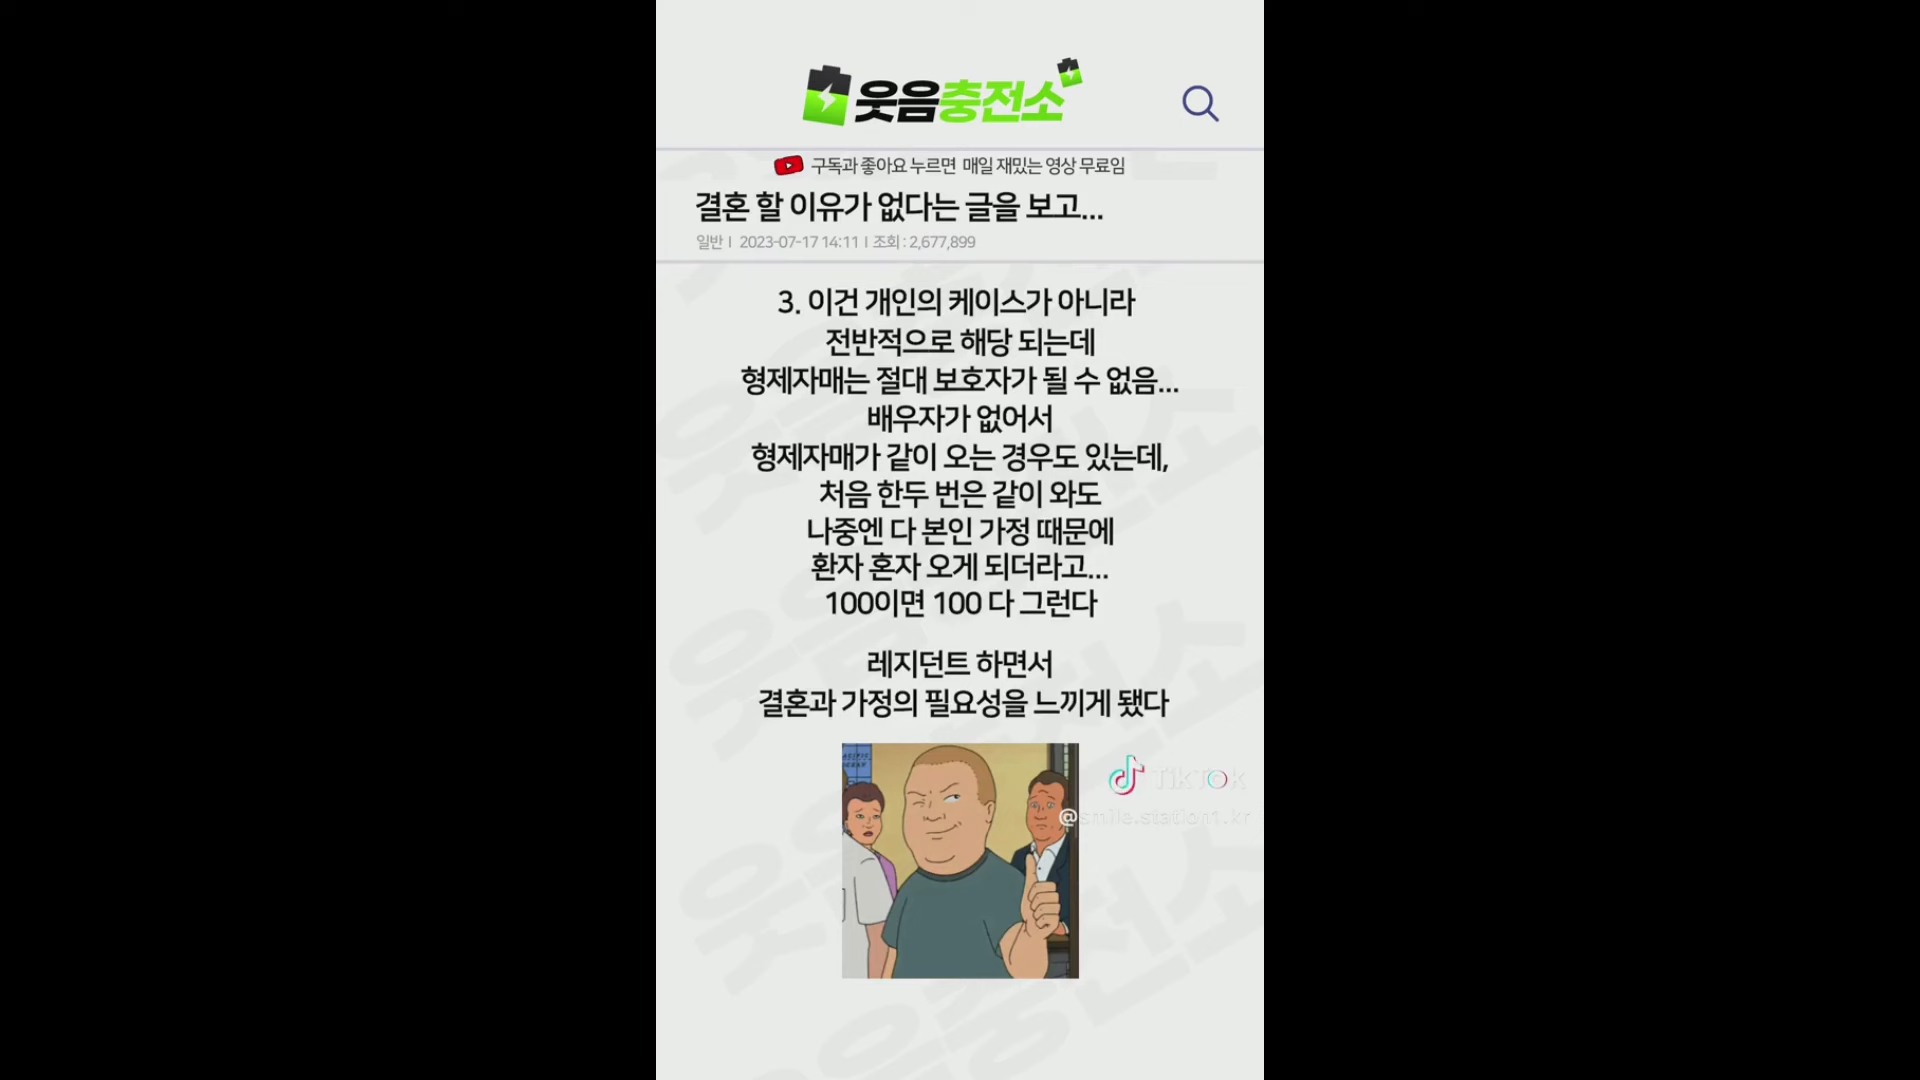 웃음충전소
구독과 좋아요 누르면 매일 재밌는 영상 무료임
결혼 할 이유가 없다는 글을 보고...
일반 | 2023-07-17 14:11 | 조회 : 2,677,899
3. 이건 개인의 케이스가 아니라
전반적으로 해당 되는데
형제자매는 절대 보호자가 될 수 없음...
배우자가 없어서
형제자매가 같이 오는 경우도 있는데,
처음 한두 번은 같이 와도
나중엔 다 본인 가정 때문에
환자 혼자 오게 되더라고...
100이면 100 다 그런다
레지던트 하면서
결혼과 가정의 필요성을 느끼게 됐다
TikTok
@smile.station1.kr